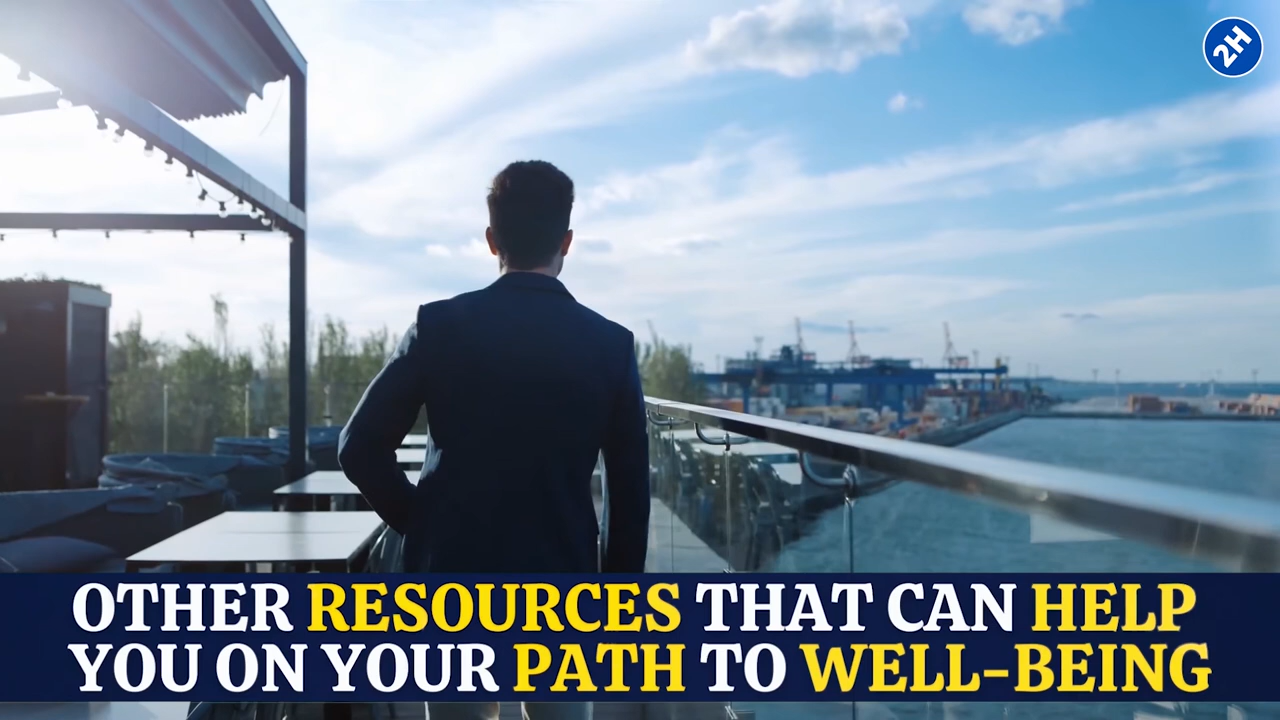 2H
OTHER RESOURCES THAT CAN HELP
YOU ON YOUR PATH TO WELL-BEING